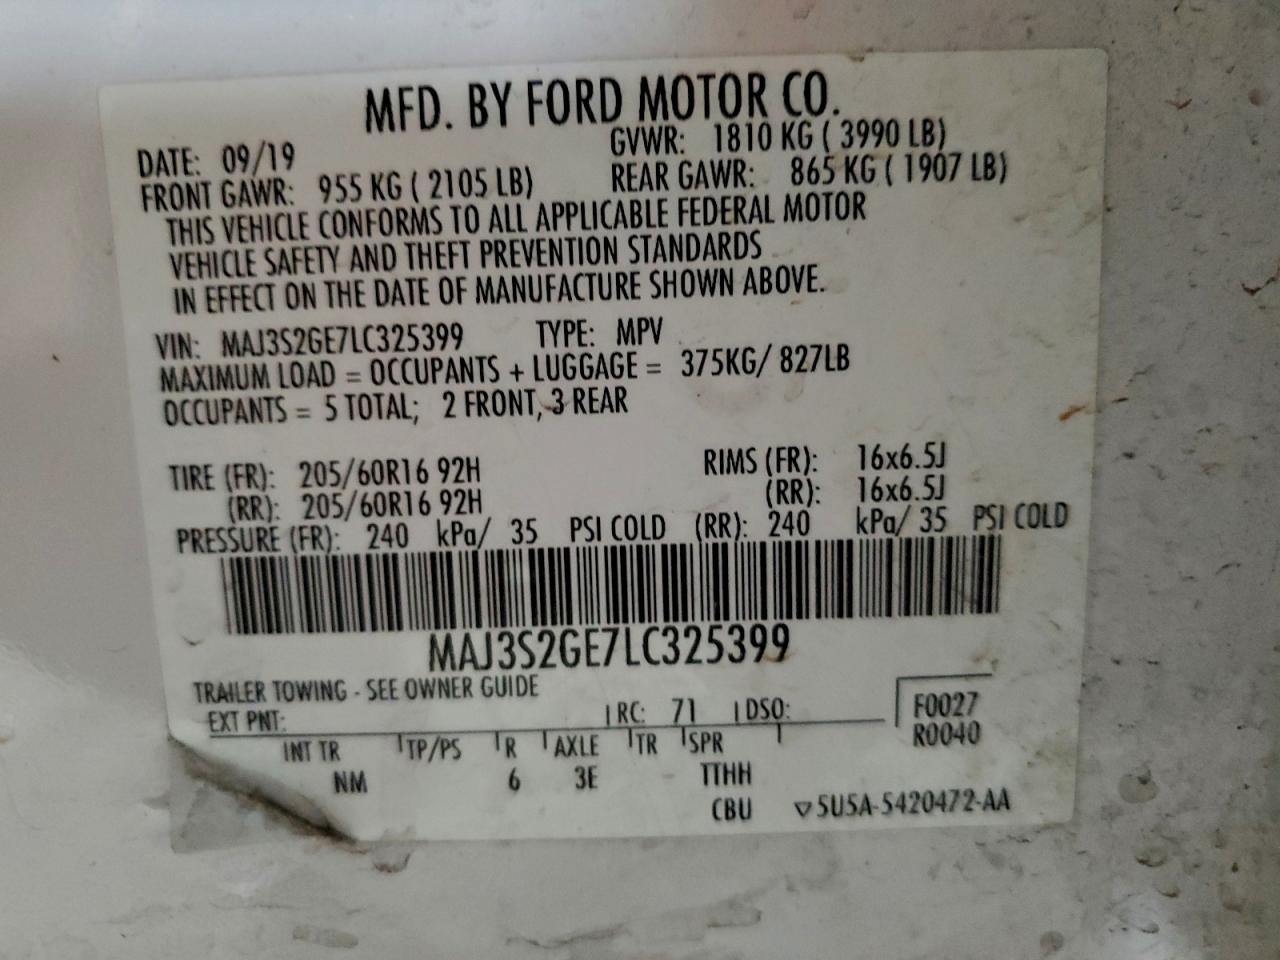 MFD. BY FORD MOTOR CO.
DATE: 09/19 GVWR: 1810 KG ( 3990 LB)
FRONT GAWR: 955 KG ( 2105 LB) REAR GAWR: 865 KG ( 1907 LB)
THIS VEHICLE CONFORMS TO ALL APPLICABLE FEDERAL MOTOR
VEHICLE SAFETY AND THEFT PREVENTION STANDARDS
IN EFFECT ON THE DATE OF MANUFACTURE SHOWN ABOVE.
VIN: MAJ3S2GE7LC325399 TYPE: MPV
MAXIMUM LOAD = OCCUPANTS + LUGGAGE = 375KG/ 827LB
OCCUPANTS = 5 TOTAL; 2 FRONT, 3 REAR
TIRE (FR): 205/60R16 92H RIMS (FR): 16x6.5J
(RR): 205/60R16 92H (RR): 16x6.5J
PRESSURE (FR): 240 kPa/ 35 PSI COLD (RR): 240 kPa/ 35 PSI COLD
MAJ3S2GE7LC325399
TRAILER TOWING - SEE OWNER GUIDE
EXT PNT: RC: 71 DSO: F0027
R0040
INT TR TP/PS R AXLE TR SPR
NM 6 3E TTHH
CBU ▽5U5A-5420472-AA